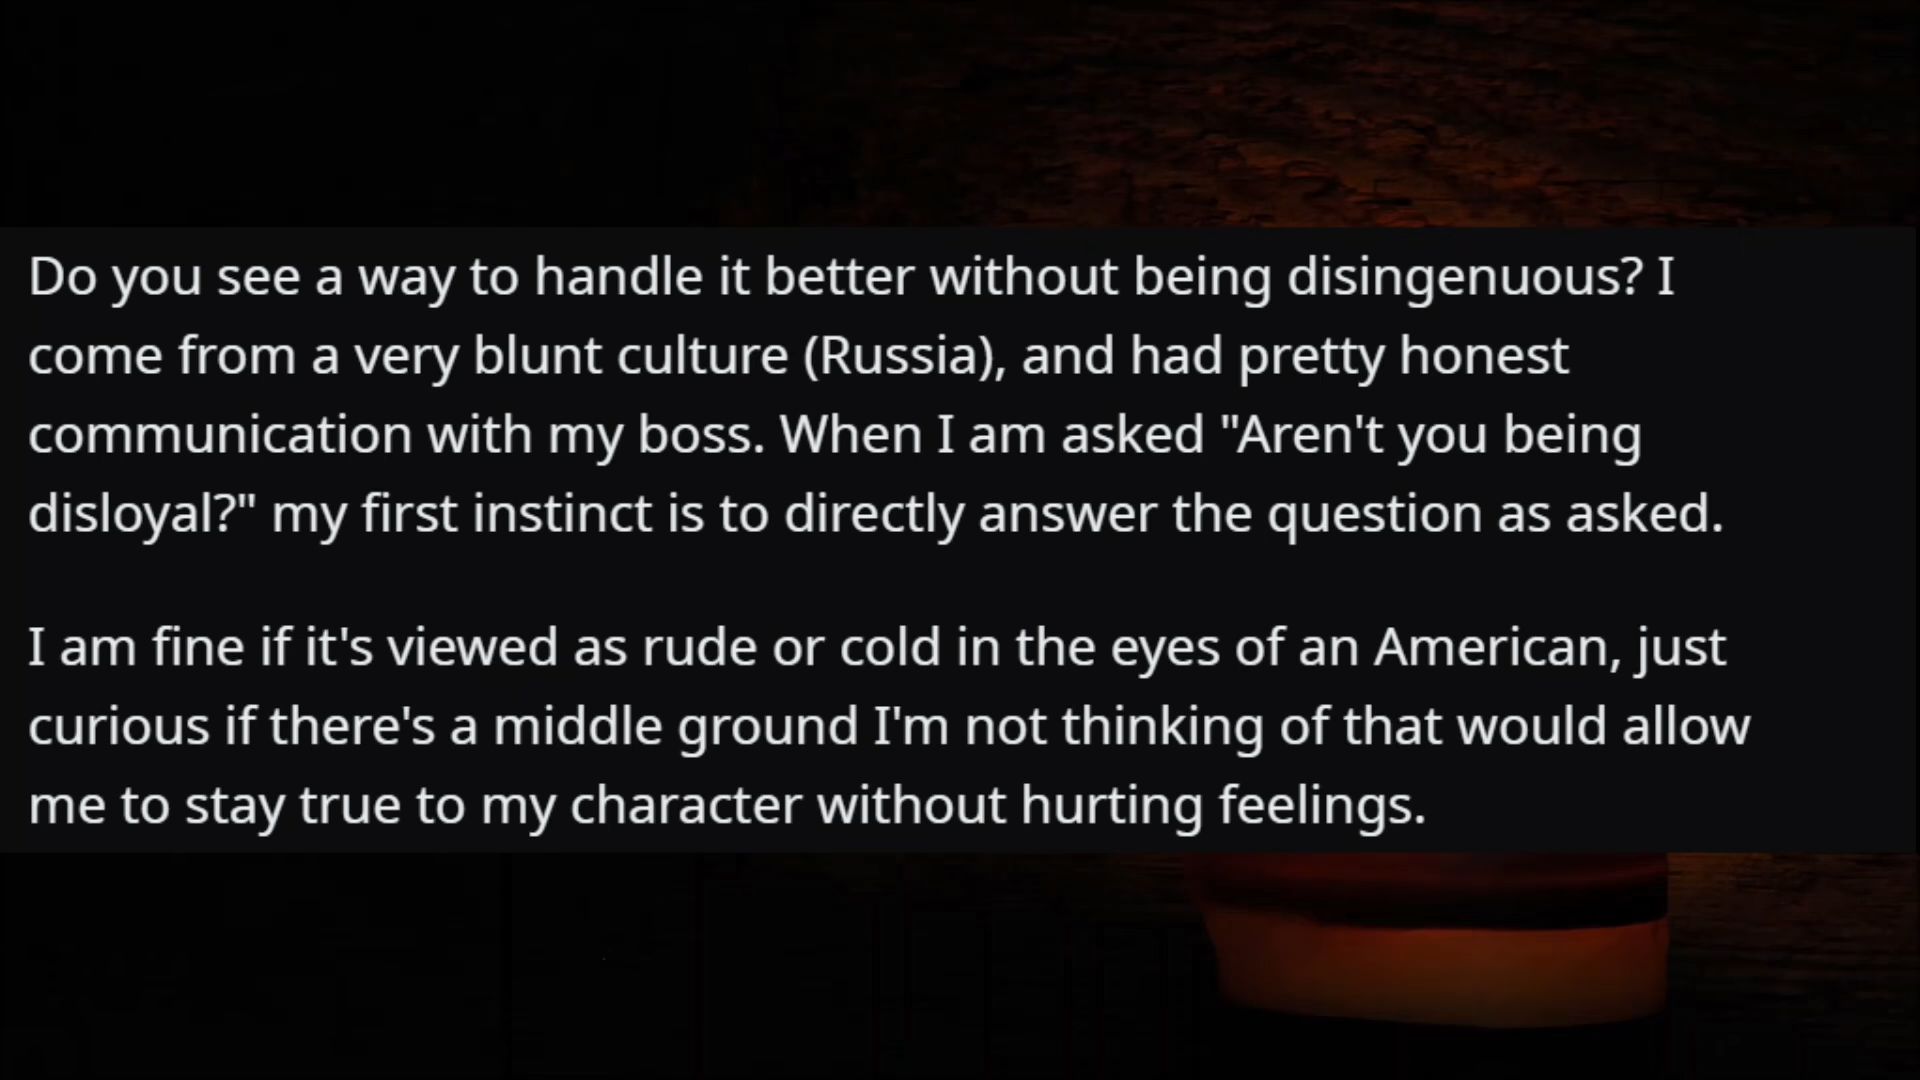 Do you see a way to handle it better without being disingenuous? I
come from a very blunt culture (Russia), and had pretty honest
communication with my boss. When I am asked "Aren't you being
disloyal?" my first instinct is to directly answer the question as asked.
I am fine if it's viewed as rude or cold in the eyes of an American, just
curious if there's a middle ground I'm not thinking of that would allow
me to stay true to my character without hurting feelings.